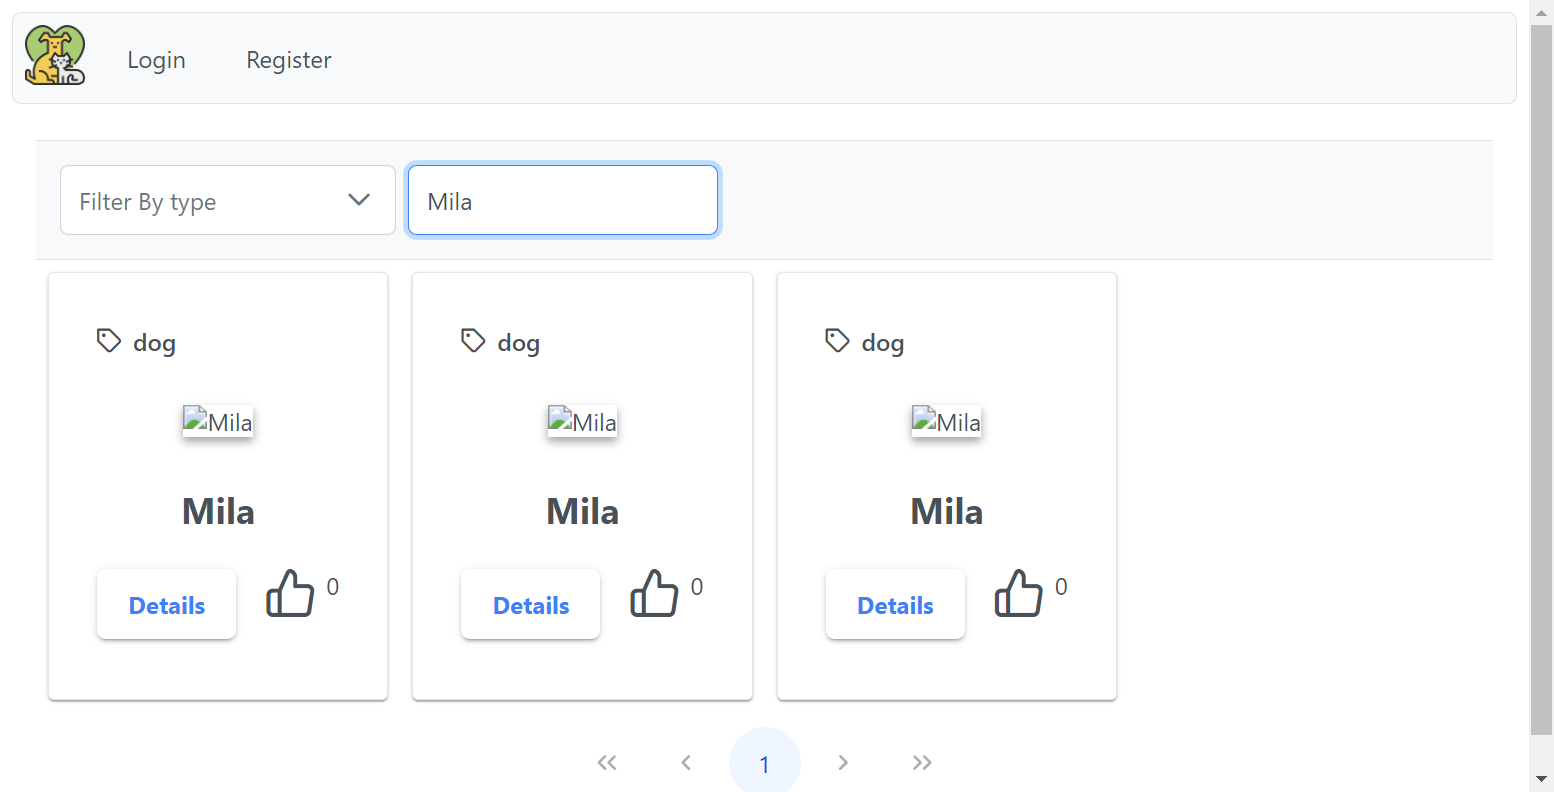 Login Register
Filter By type Mila
dog dog dog
Mila Mila Mila
Mila Mila Mila
Details 0 Details 0 Details 0
1